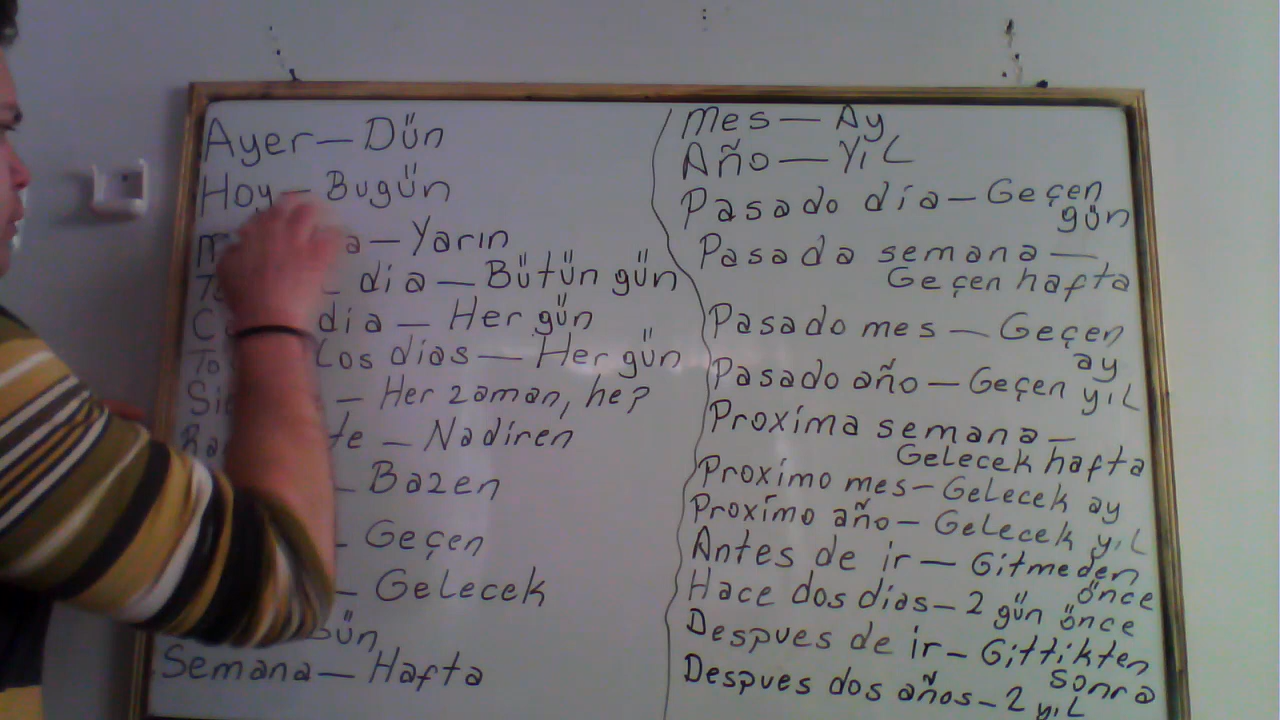 Ayer — Dün
Hoy — Bugün
a — Yarın
dia — Bütün gün
dia — Her gün
Los dias — Her gün
— Her zaman, hep
te — Nadiren
— Bazen
— Geçen
— Gelecek
Gün
Semana — Hafta
Mes — Ay
Año — Yıl
Pasado dia — Geçen
gün
Pasada semana —
Geçen hafta
Pasado mes — Geçen
ay
Pasado año — Geçen yıl
Proxima semana —
Gelecek hafta
Proximo mes — Gelecek ay
Proximo año — Gelecek yıl
Antes de ir — Gitmeden
önce
Hace dos dias — 2 gün önce
Despues de ir — Gittikten
sonra
Despues dos años — 2
yıl